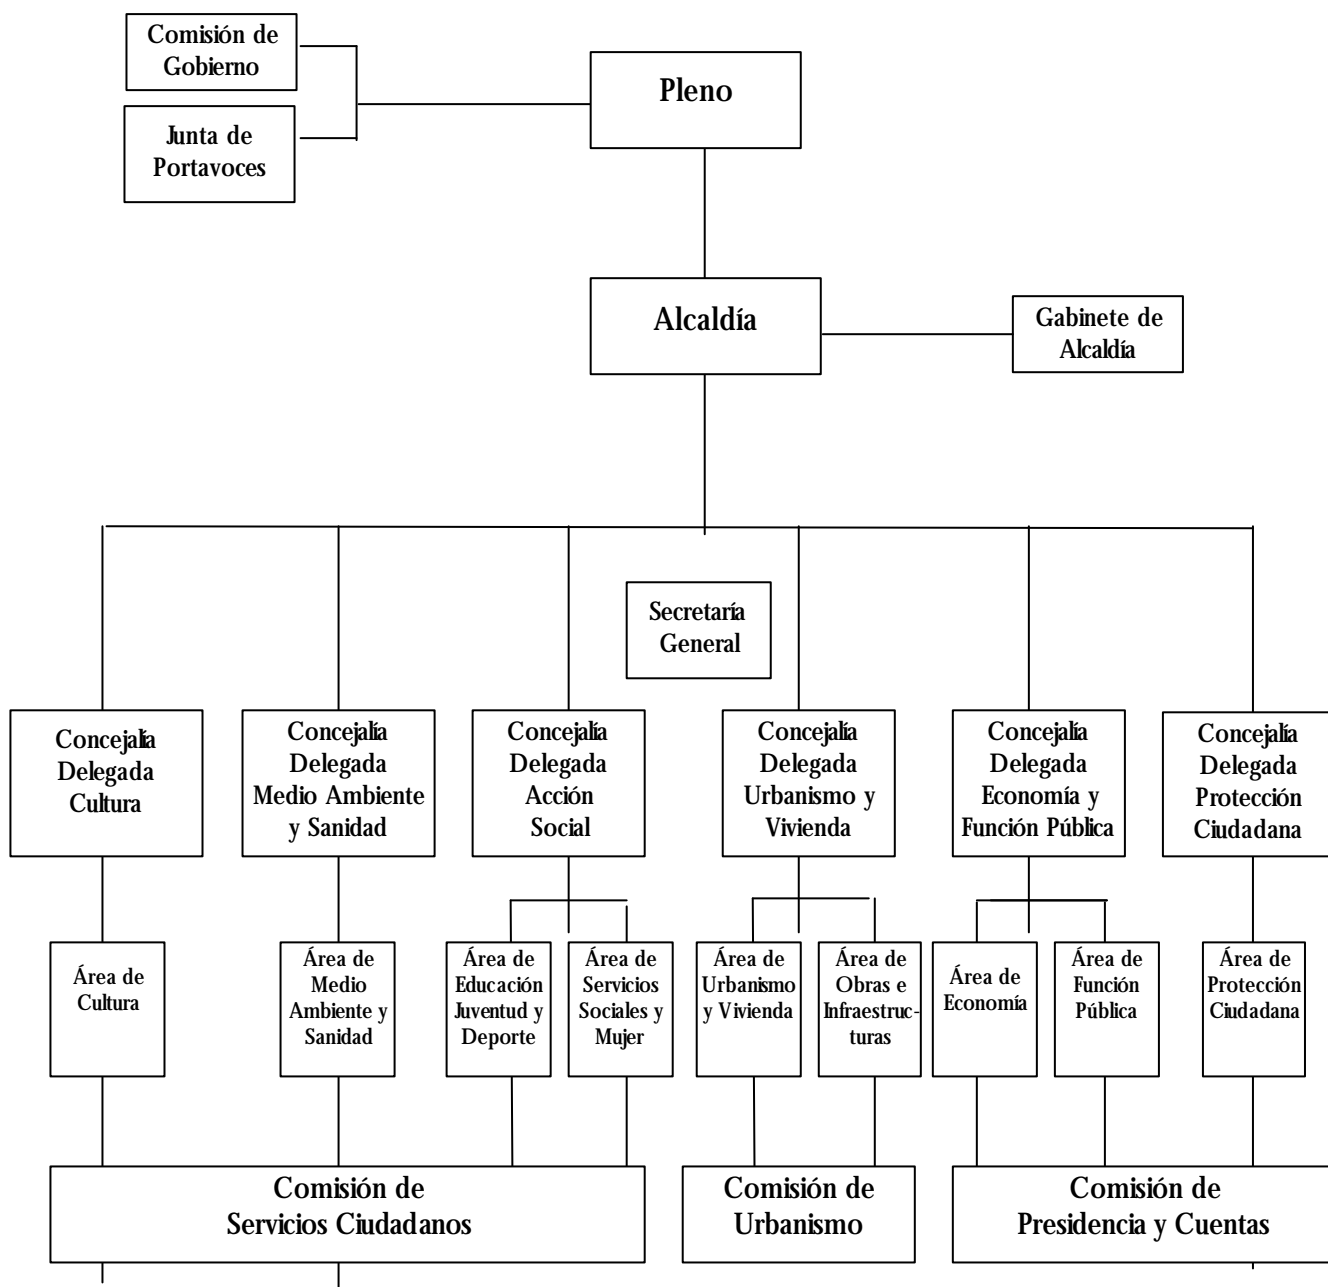 Comisión de
Gobierno
Pleno
Junta de
Portavoces
Alcaldía
Gabinete de
Alcaldía
Secretaría
General
Concejalía
Delegada
Cultura
Concejalía
Delegada
Medio Ambiente
y Sanidad
Concejalía
Delegada
Acción
Social
Concejalía
Delegada
Urbanismo y
Vivienda
Concejalía
Delegada
Economía y
Función Pública
Concejalía
Delegada
Protección
Ciudadana
Área de
Cultura
Área de
Medio
Ambiente y
Sanidad
Área de
Educación
Juventud y
Deporte
Área de
Servicios
Sociales y
Mujer
Área de
Urbanismo
y Vivienda
Área de
Obras e
Infraestruc-
turas
Área de
Economía
Área de
Función
Pública
Área de
Protección
Ciudadana
Comisión de
Servicios Ciudadanos
Comisión de
Urbanismo
Comisión de
Presidencia y Cuentas